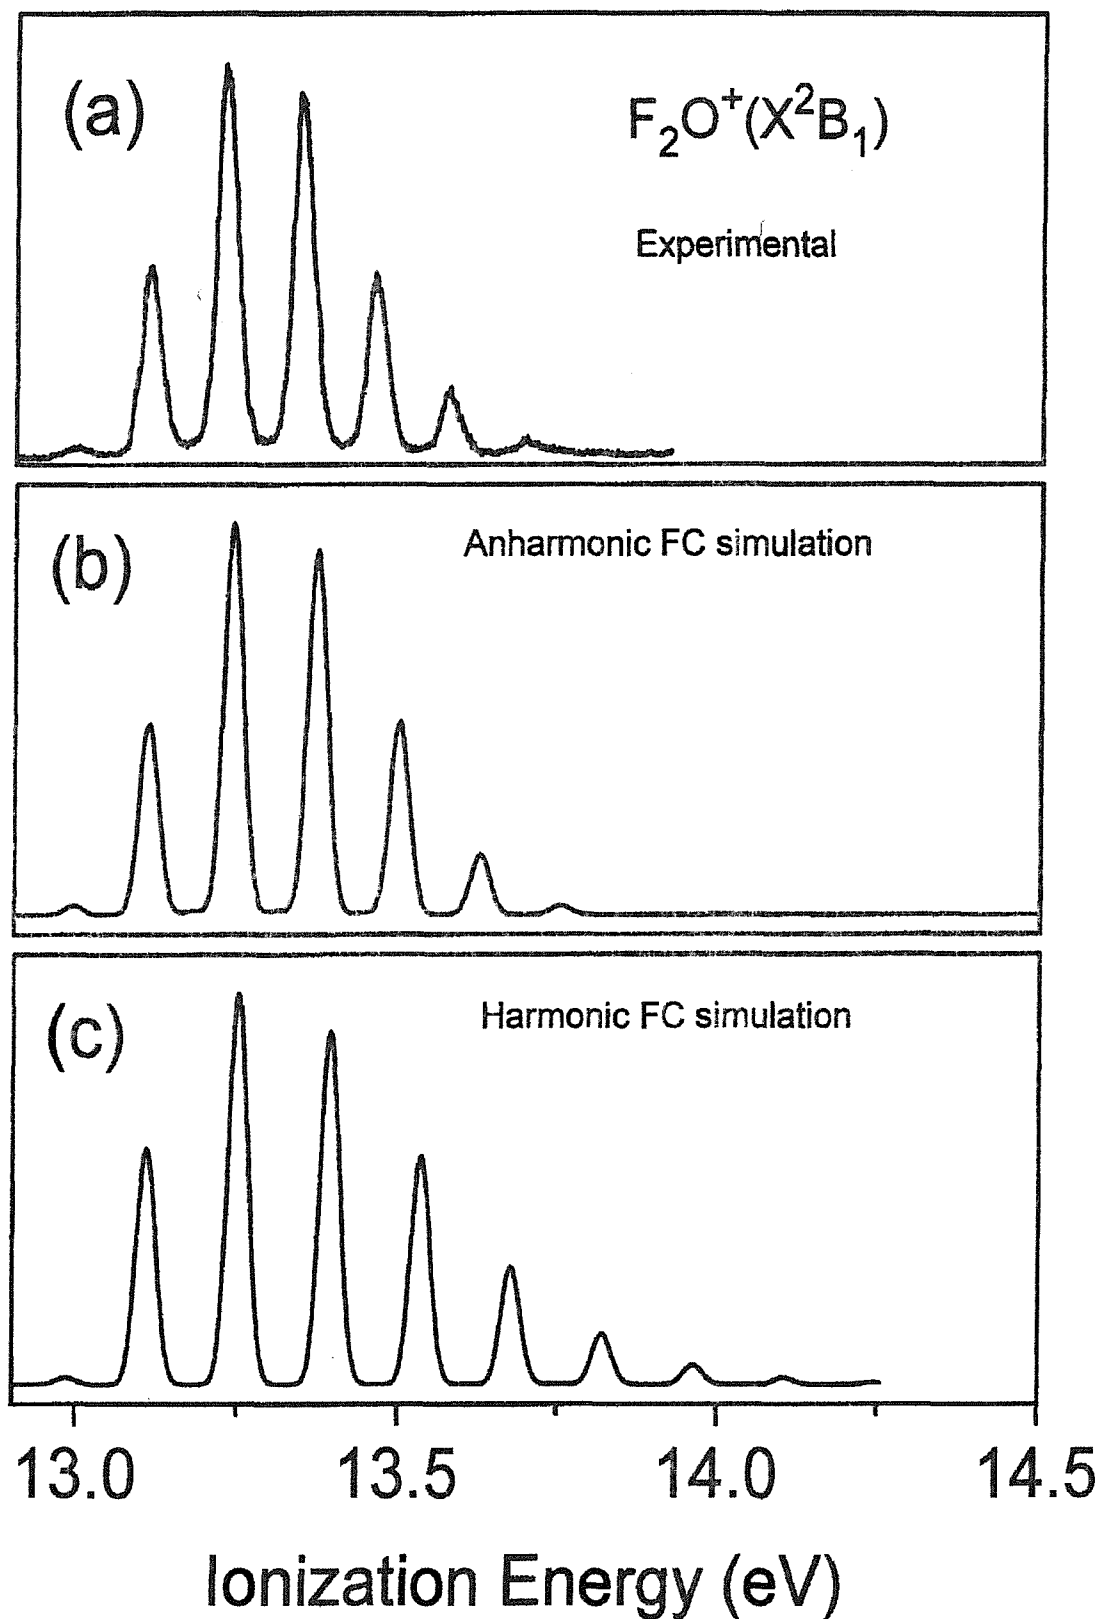 (a)
F₂O⁺(X²B₁)
Experimental
(b)
Anharmonic FC simulation
(c)
Harmonic FC simulation
13.0 13.5 14.0 14.5
Ionization Energy (eV)